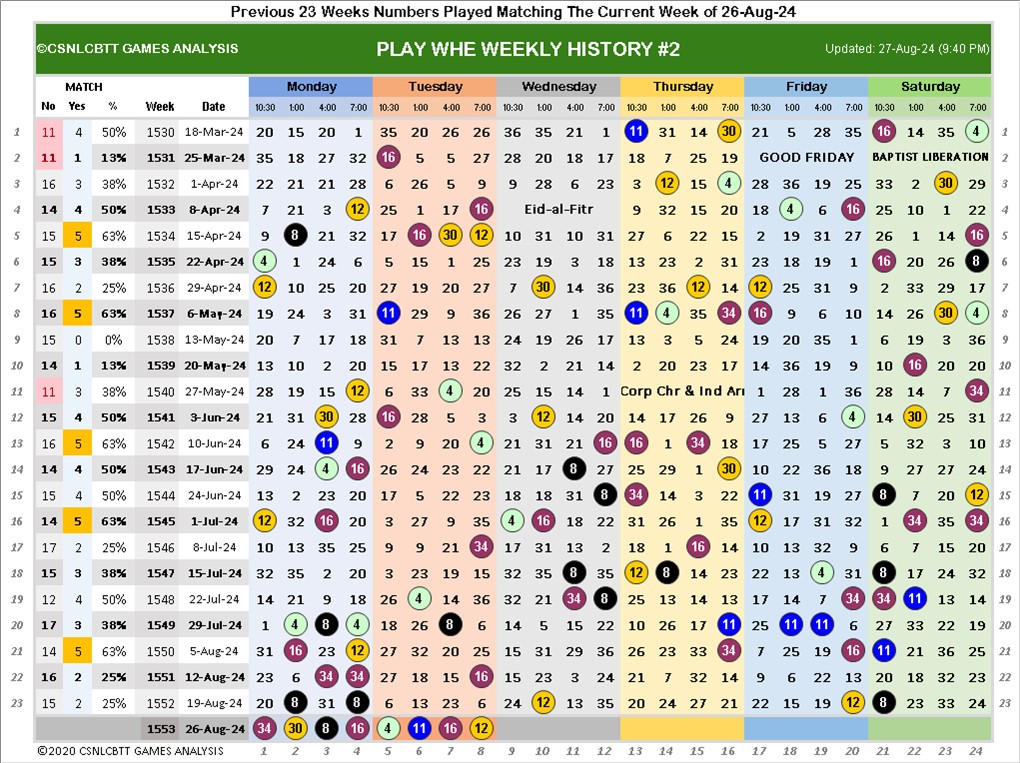 Previous 23 Weeks Numbers Played Matching The Current Week of 26-Aug-24
©CSNLCBTT GAMES ANALYSIS PLAY WHE WEEKLY HISTORY #2 Updated: 27-Aug-24 (9:40 PM)
MATCH Monday Tuesday Wednesday Thursday Friday Saturday
No Yes % Week Date 10:30 1:00 4:00 7:00 10:30 1:00 4:00 7:00 10:30 1:00 4:00 7:00 10:30 1:00 4:00 7:00 10:30 1:00 4:00 7:00 10:30 1:00 4:00 7:00
1 11 4 50% 1530 18-Mar-24 20 15 20 1 35 20 26 26 36 35 21 1 11 31 14 30 21 5 28 35 16 14 35 4 1
2 11 1 13% 1531 25-Mar-24 35 18 27 32 16 5 5 27 28 20 18 17 18 7 25 19 GOOD FRIDAY BAPTIST LIBERATION 2
3 16 3 38% 1532 1-Apr-24 22 21 21 28 6 26 5 9 9 28 6 23 3 12 15 4 28 36 19 25 33 2 30 29 3
4 14 4 50% 1533 8-Apr-24 7 21 3 12 25 1 17 16 Eid-al-Fitr 9 32 15 20 18 4 6 16 25 10 1 22 4
5 15 5 63% 1534 15-Apr-24 9 8 21 32 17 16 30 12 10 31 10 31 27 6 22 15 2 19 31 27 26 1 14 16 5
6 15 3 38% 1535 22-Apr-24 4 1 24 6 5 15 1 25 23 19 3 18 13 23 2 31 23 18 19 1 16 20 26 8 6
7 16 2 25% 1536 29-Apr-24 12 10 25 20 27 19 20 27 7 30 14 36 23 36 12 14 12 25 31 9 2 33 29 17 7
8 16 5 63% 1537 6-May-24 19 24 3 31 11 29 9 36 26 27 1 35 11 4 35 34 16 9 6 10 14 26 30 4 8
9 15 0 0% 1538 13-May-24 20 7 17 18 31 7 13 13 24 19 26 17 13 3 5 24 19 20 35 1 6 19 3 36 9
10 14 1 13% 1539 20-May-24 13 10 2 20 15 17 10 17 32 2 21 14 2 20 13 22 14 36 19 9 10 16 20 20 10
11 11 3 38% 1540 27-May-24 28 19 15 12 6 33 4 20 25 15 14 1 Corp Chr & Ind Arr 1 28 1 36 28 14 7 34 11
12 15 4 50% 1541 3-Jun-24 21 31 30 28 16 28 5 3 3 12 14 20 14 17 26 9 27 13 6 4 14 30 25 31 12
13 16 5 63% 1542 10-Jun-24 6 24 11 9 2 9 20 4 21 31 21 16 16 1 34 18 17 25 5 27 5 32 3 10 13
14 14 4 50% 1543 17-Jun-24 29 24 4 16 26 24 23 22 11 17 8 27 25 29 1 30 10 22 36 18 9 27 27 24 14
15 15 4 50% 1544 24-Jun-24 13 2 23 20 17 5 22 23 18 18 31 8 34 14 3 22 11 31 19 27 8 7 20 12 15
16 14 5 63% 1545 1-Jul-24 12 32 16 20 3 27 9 35 4 16 18 22 31 26 1 35 12 17 31 32 1 34 35 34 16
17 17 2 25% 1546 8-Jul-24 10 13 35 25 9 9 21 34 17 31 13 2 18 1 16 14 10 13 32 9 6 7 15 20 17
18 15 3 38% 1547 15-Jul-24 32 35 2 20 3 23 19 15 32 35 8 35 12 8 14 23 22 13 4 31 8 17 24 32 18
19 12 4 50% 1548 22-Jul-24 14 21 9 18 26 4 14 36 32 21 34 8 25 13 14 13 17 14 7 34 34 11 13 14 19
20 17 3 38% 1549 29-Jul-24 1 4 8 4 18 26 8 6 14 5 15 22 10 26 17 11 25 11 11 6 27 33 22 19 20
21 14 5 63% 1550 5-Aug-24 31 16 23 12 27 32 20 25 15 31 29 36 26 23 33 34 7 25 19 16 11 21 36 25 21
22 16 2 25% 1551 12-Aug-24 23 6 34 34 27 18 15 16 23 21 13 24 21 7 32 14 9 6 22 13 20 18 32 23 22
23 15 2 25% 1552 19-Aug-24 20 8 31 8 6 13 23 6 24 12 13 35 20 24 27 21 22 15 19 12 8 23 33 24 23
1553 26-Aug-24 34 30 8 16 4 11 16 12
©2020 CSNLCBTT GAMES ANALYSIS 1 2 3 4 5 6 7 8 9 10 11 12 13 14 15 16 17 18 19 20 21 22 23 24